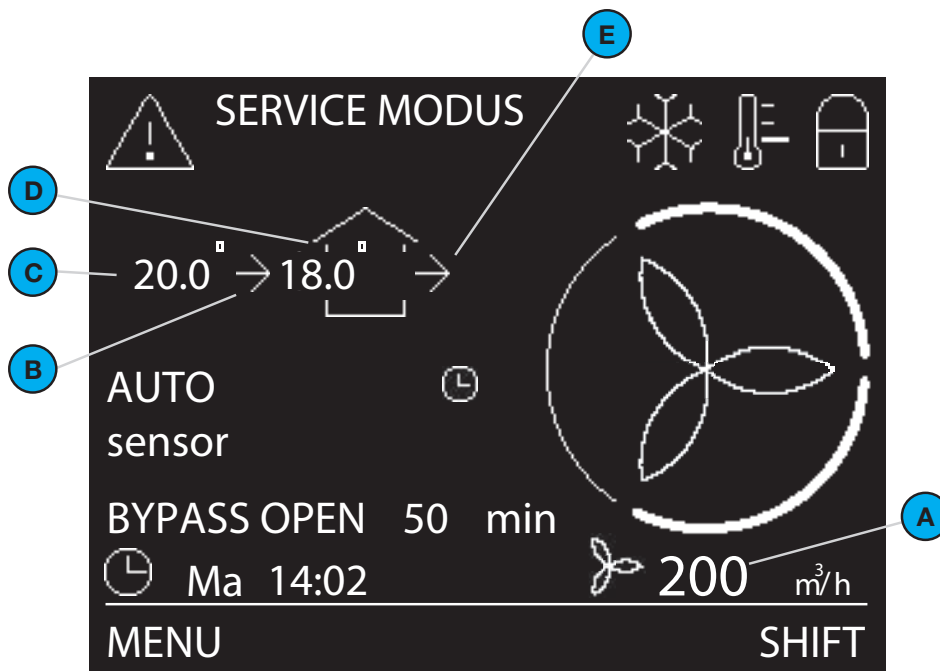 E
SERVICE MODUS
D
C
20.0° 18.0°
B
AUTO
sensor
BYPASS OPEN 50 min
A
Ma 14:02 200 m³/h
MENU SHIFT